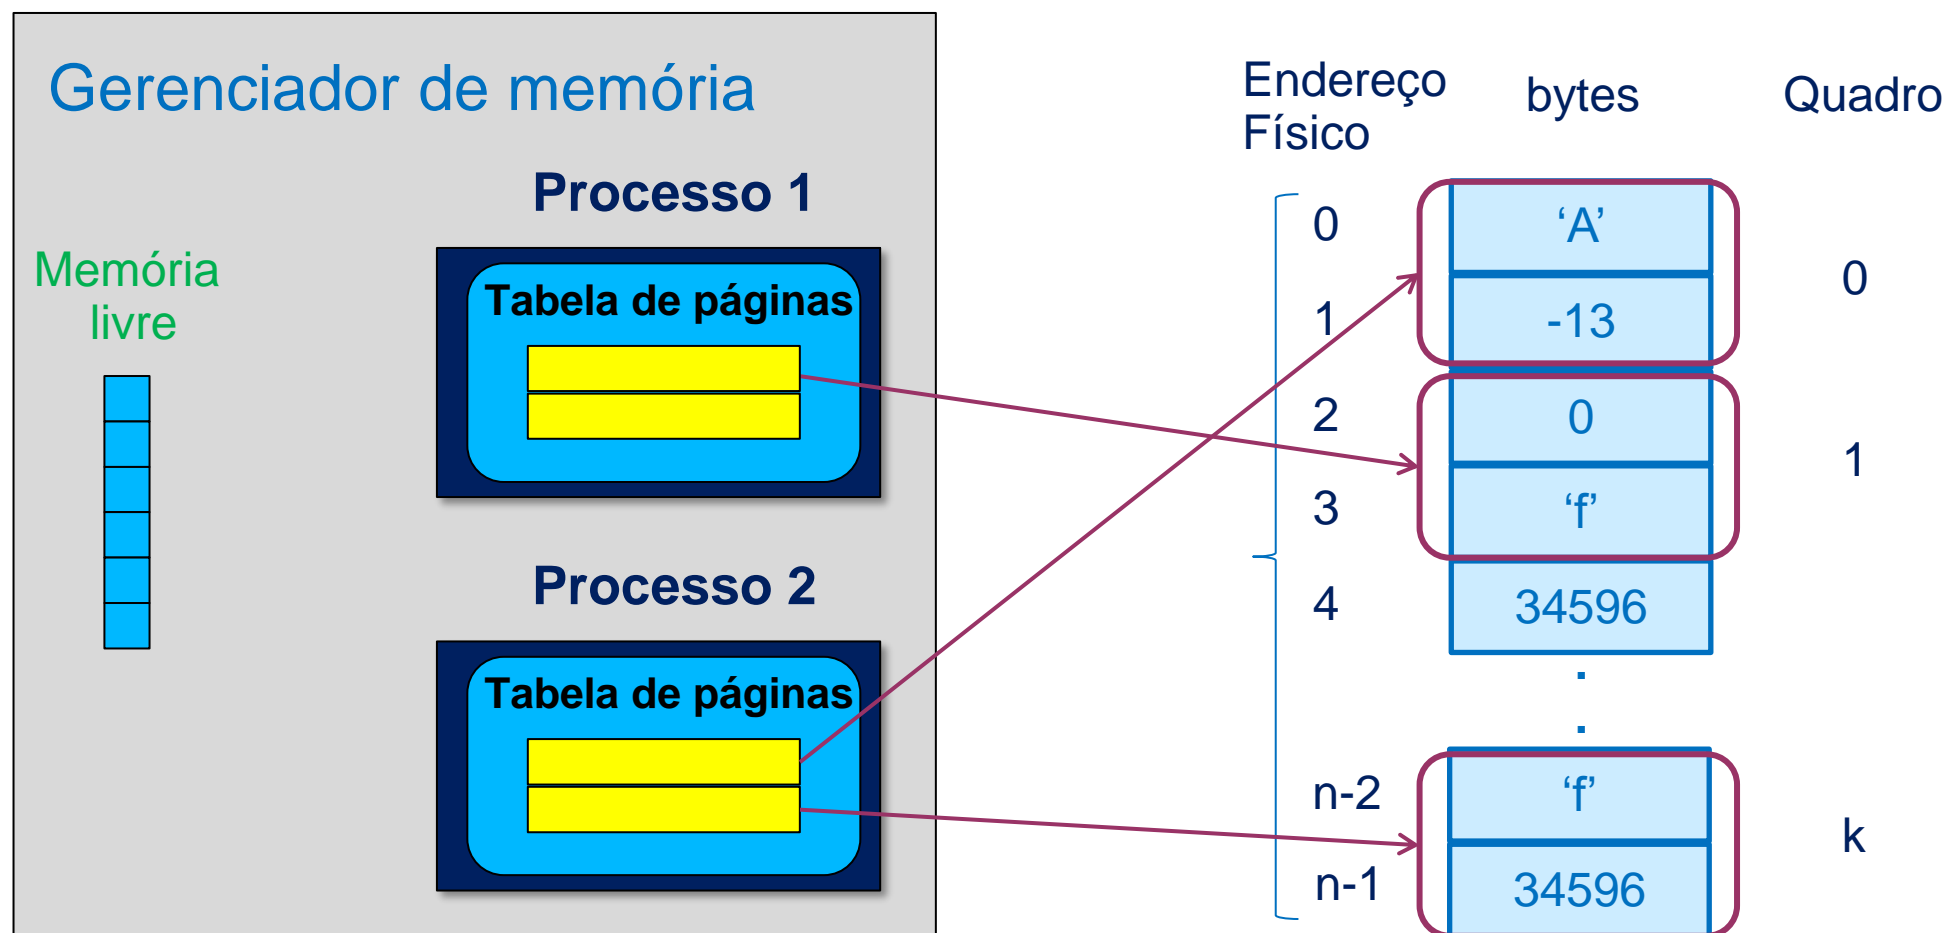 Gerenciador de memória
Endereço
Físico
bytes
Quadro
Processo 1
Memória
livre
Tabela de páginas
Processo 2
Tabela de páginas
0
‘A’
0
1
-13
2
0
1
3
‘f’
4
34596
.
.
n-2
‘f’
k
n-1
34596